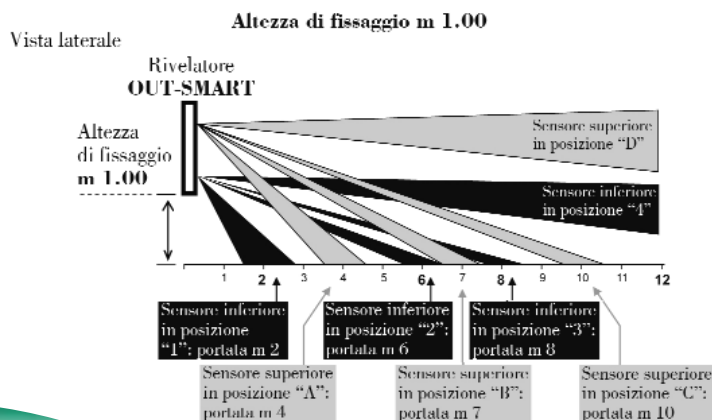 Altezza di fissaggio m 1.00
Vista laterale
Rivelatore
OUT-SMART
Altezza
di fissaggio
m 1.00
Sensore superiore
in posizione “D”
Sensore inferiore
in posizione “4”
1 2 3 4 5 6 7 8 9 10 11 12
Sensore inferiore
in posizione
“1”: portata m 2
Sensore inferiore
in posizione “2”:
portata m 6
Sensore inferiore
in posizione “3”:
portata m 8
Sensore superiore
in posizione “A”:
portata m 4
Sensore superiore
in posizione “B”:
portata m 7
Sensore superiore
in posizione “C”:
portata m 10